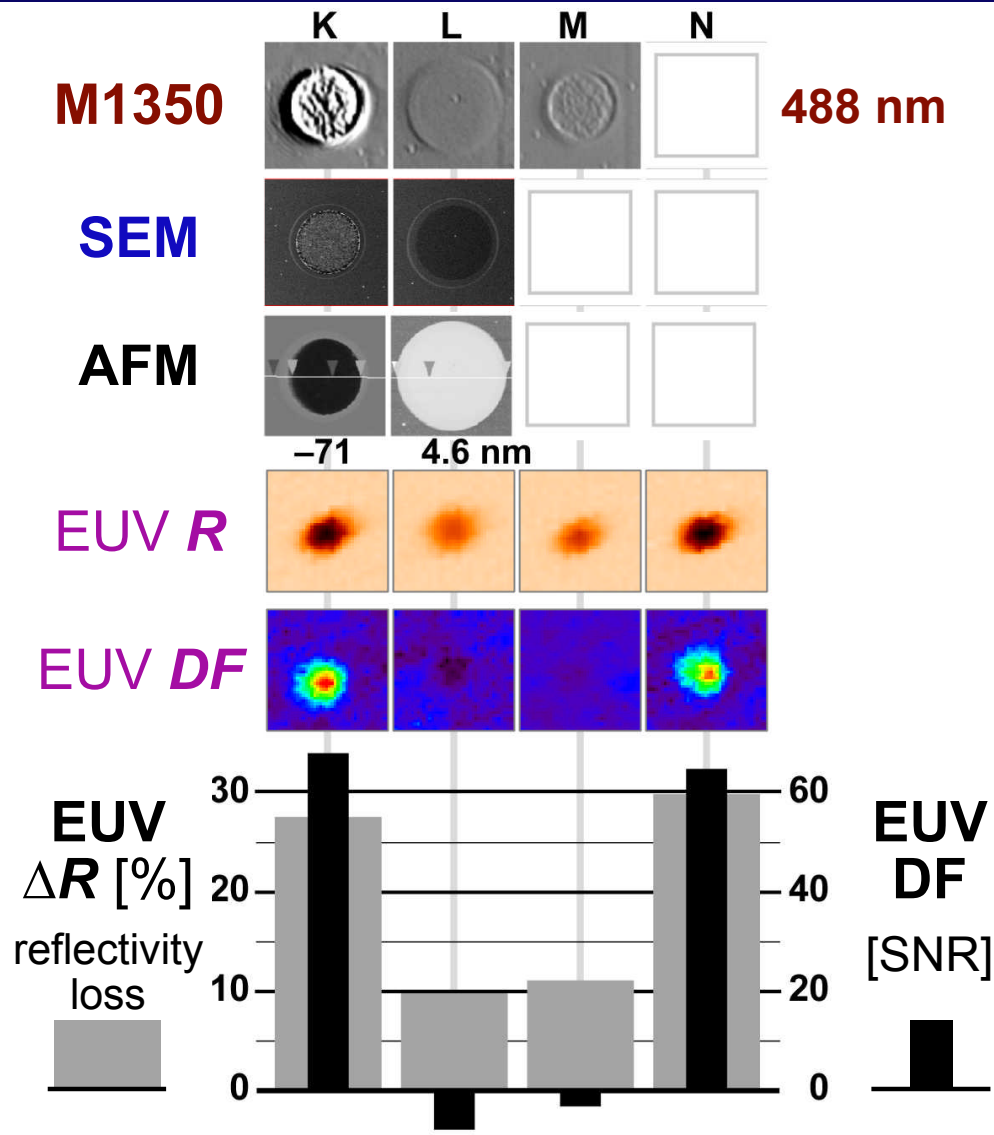 K L M N
M1350 488 nm
SEM
AFM
–71 4.6 nm
EUV R
EUV DF
30 60
EUV EUV
ΔR [%] DF
20 40
reflectivity [SNR]
loss
10 20
0 0